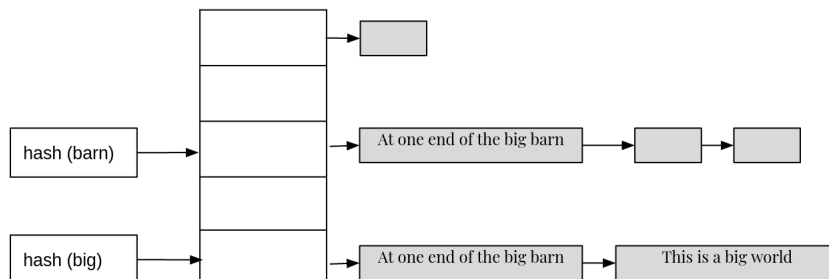 hash (barn)
At one end of the big barn
hash (big)
At one end of the big barn
This is a big world